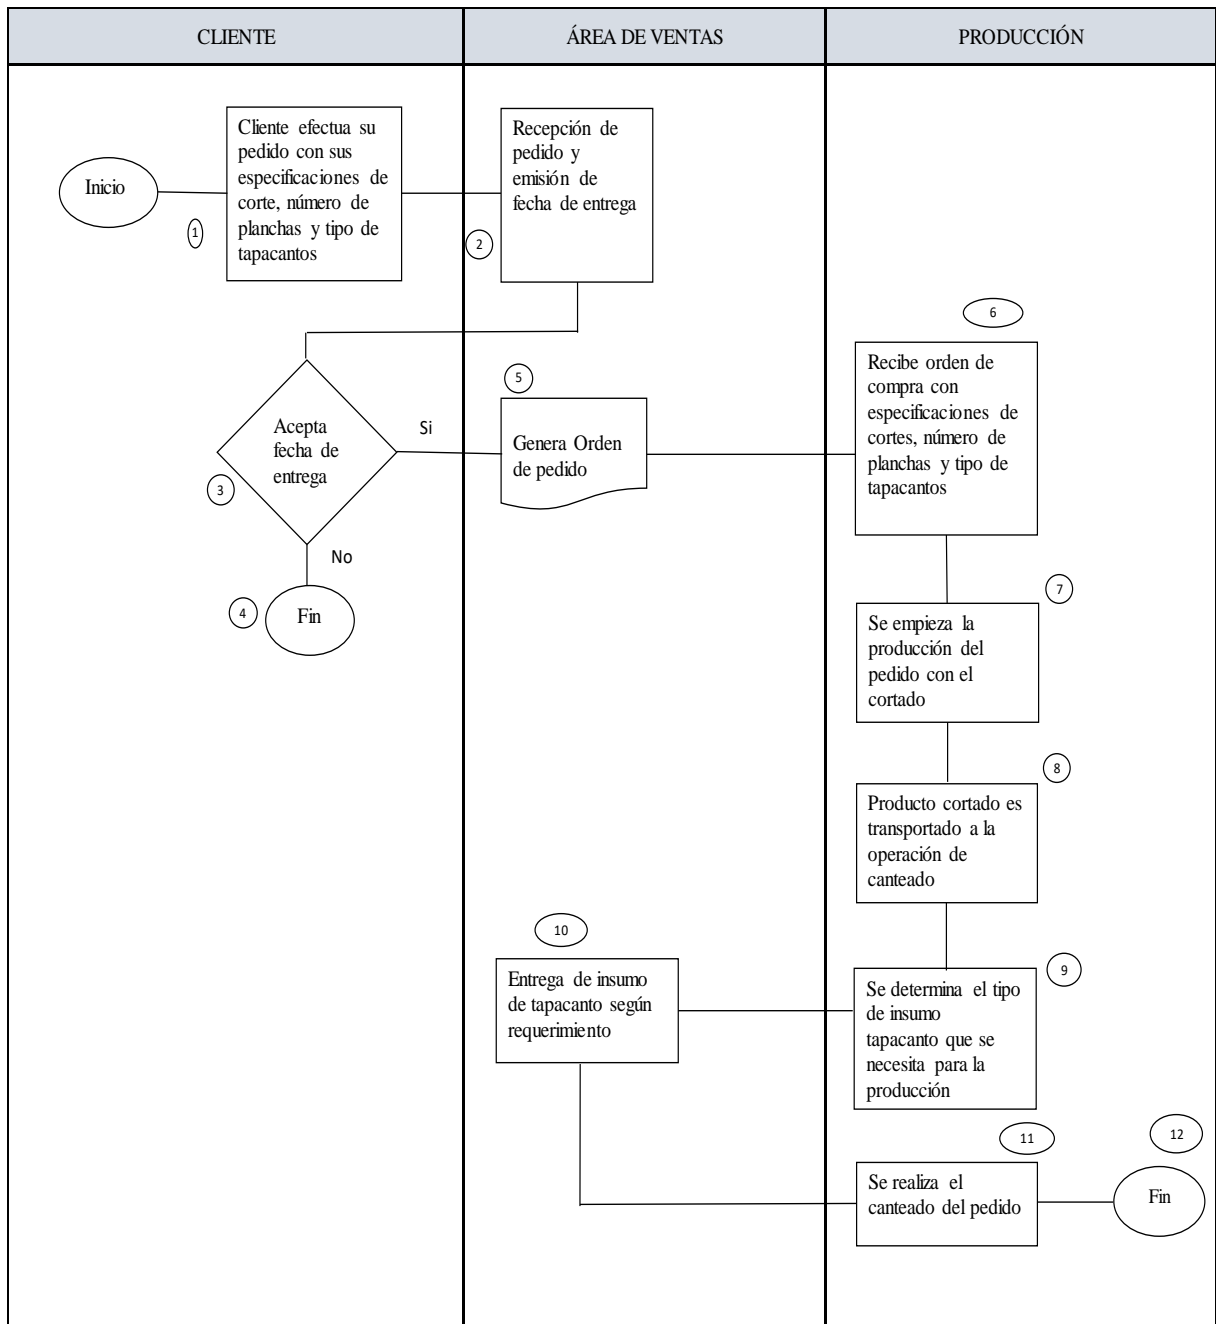 CLIENTE
ÁREA DE VENTAS
PRODUCCIÓN
Inicio
1
Cliente efectua su
pedido con sus
especificaciones de
corte, número de
planchas y tipo de
tapacantos
2
Recepción de
pedido y
emisión de
fecha de entrega
3
Acepta
fecha de
entrega
Si
No
4
Fin
5
Genera Orden
de pedido
6
Recibe orden de
compra con
especificaciones de
cortes, número de
planchas y tipo de
tapacantos
7
Se empieza la
producción del
pedido con el
cortado
8
Producto cortado es
transportado a la
operación de
canteado
9
Se determina el tipo
de insumo
tapacanto que se
necesita para la
producción
10
Entrega de insumo
de tapacanto según
requerimiento
11
Se realiza el
canteado del pedido
12
Fin